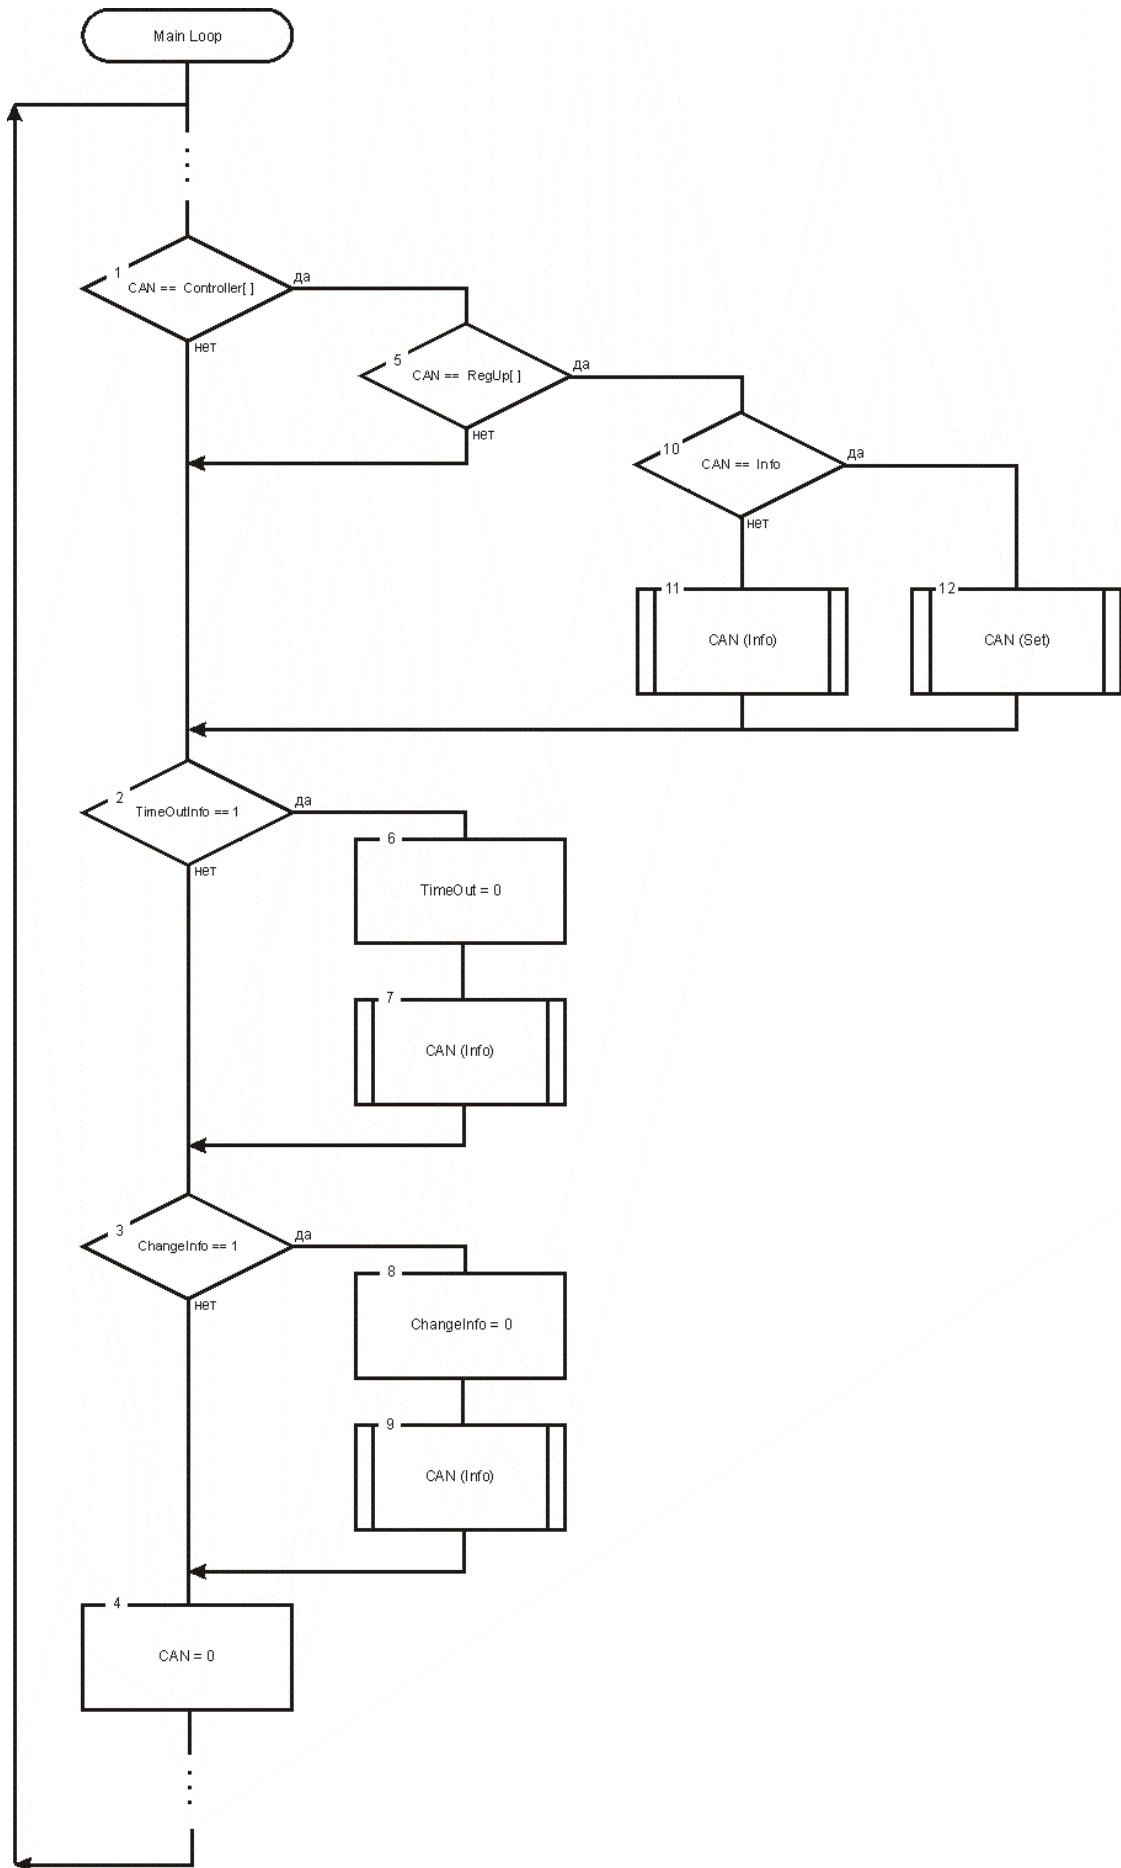 Main Loop
1
CAN == Controller[ ]
да
нет
5
CAN == RegUp[ ]
да
нет
10
CAN == Info
да
нет
11
CAN (Info)
12
CAN (Set)
2
TimeOutInfo == 1
да
нет
6
TimeOut = 0
7
CAN (Info)
3
ChangeInfo == 1
да
нет
8
ChangeInfo = 0
9
CAN (Info)
4
CAN = 0